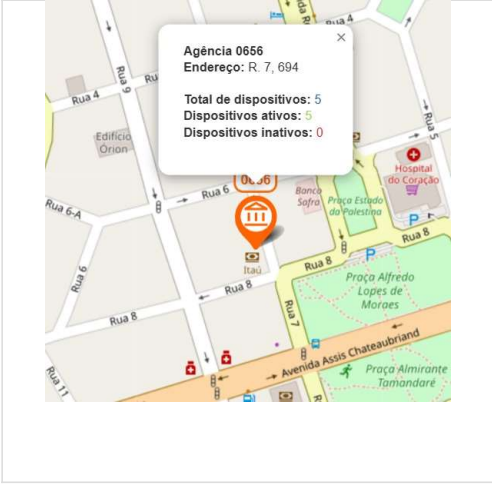 Rua 4
×
Agência 0656
Endereço: R. 7, 694
Total de dispositivos: 5
Dispositivos ativos: 5
Dispositivos inativos: 0
Rua 9
Rua 4
Rua 5
Edifício
Órion
Hospital
do Coração
Rua 6
Banco
Safra
Praça Estado
da Palestina
Rua 6-A
P
Rua 8
Itaú
Rua 8
P
Rua 6
Rua 8
Praça Alfredo
Lopes de
Moraes
Rua 8
Rua 7
Avenida Assis Chateaubriand
Rua 11
Praça Almirante
Tamandaré